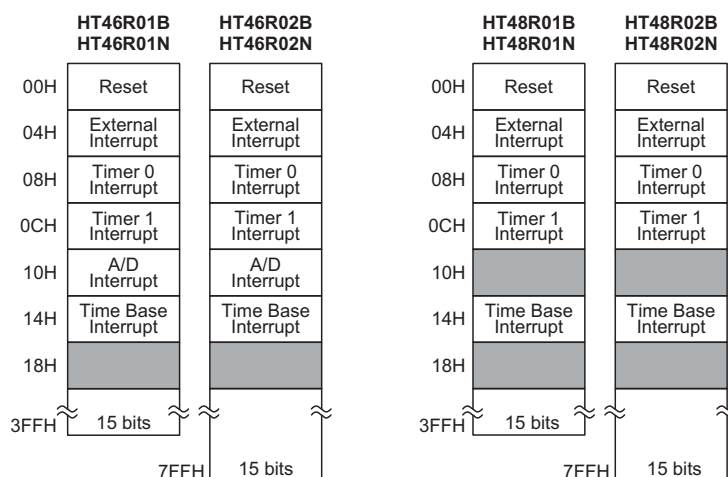 HT46R01B HT46R02B HT48R01B HT48R02B
HT46R01N HT46R02N HT48R01N HT48R02N
00H Reset Reset 00H Reset Reset
04H External Interrupt External Interrupt 04H External Interrupt External Interrupt
08H Timer 0 Interrupt Timer 0 Interrupt 08H Timer 0 Interrupt Timer 0 Interrupt
0CH Timer 1 Interrupt Timer 1 Interrupt 0CH Timer 1 Interrupt Timer 1 Interrupt
10H A/D Interrupt A/D Interrupt 10H
14H Time Base Interrupt Time Base Interrupt 14H Time Base Interrupt Time Base Interrupt
18H 18H
3FFH 15 bits 3FFH 15 bits
7FFH 15 bits 7FFH 15 bits